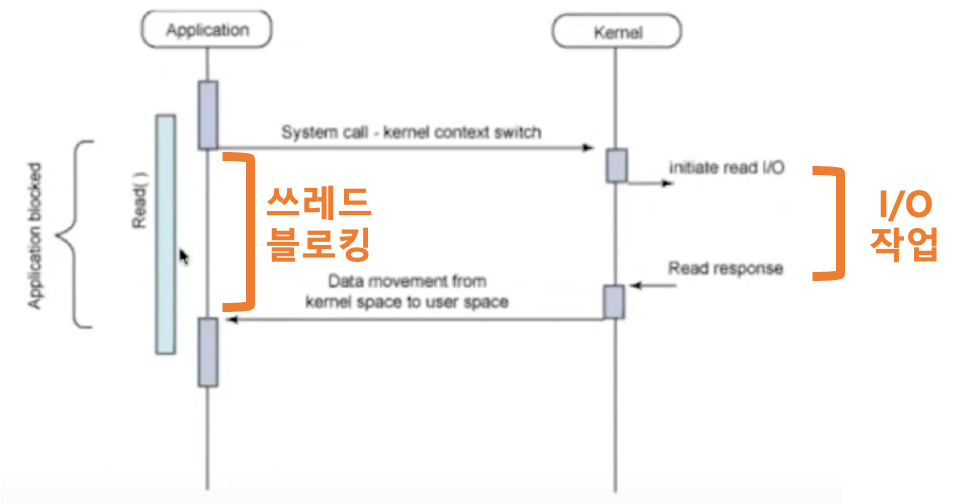 Application
Kernel
System call - kernel context switch
initiate read I/O
Application blocked
Read( )
쓰레드
블로킹
I/O
작업
Read response
Data movement from
kernel space to user space